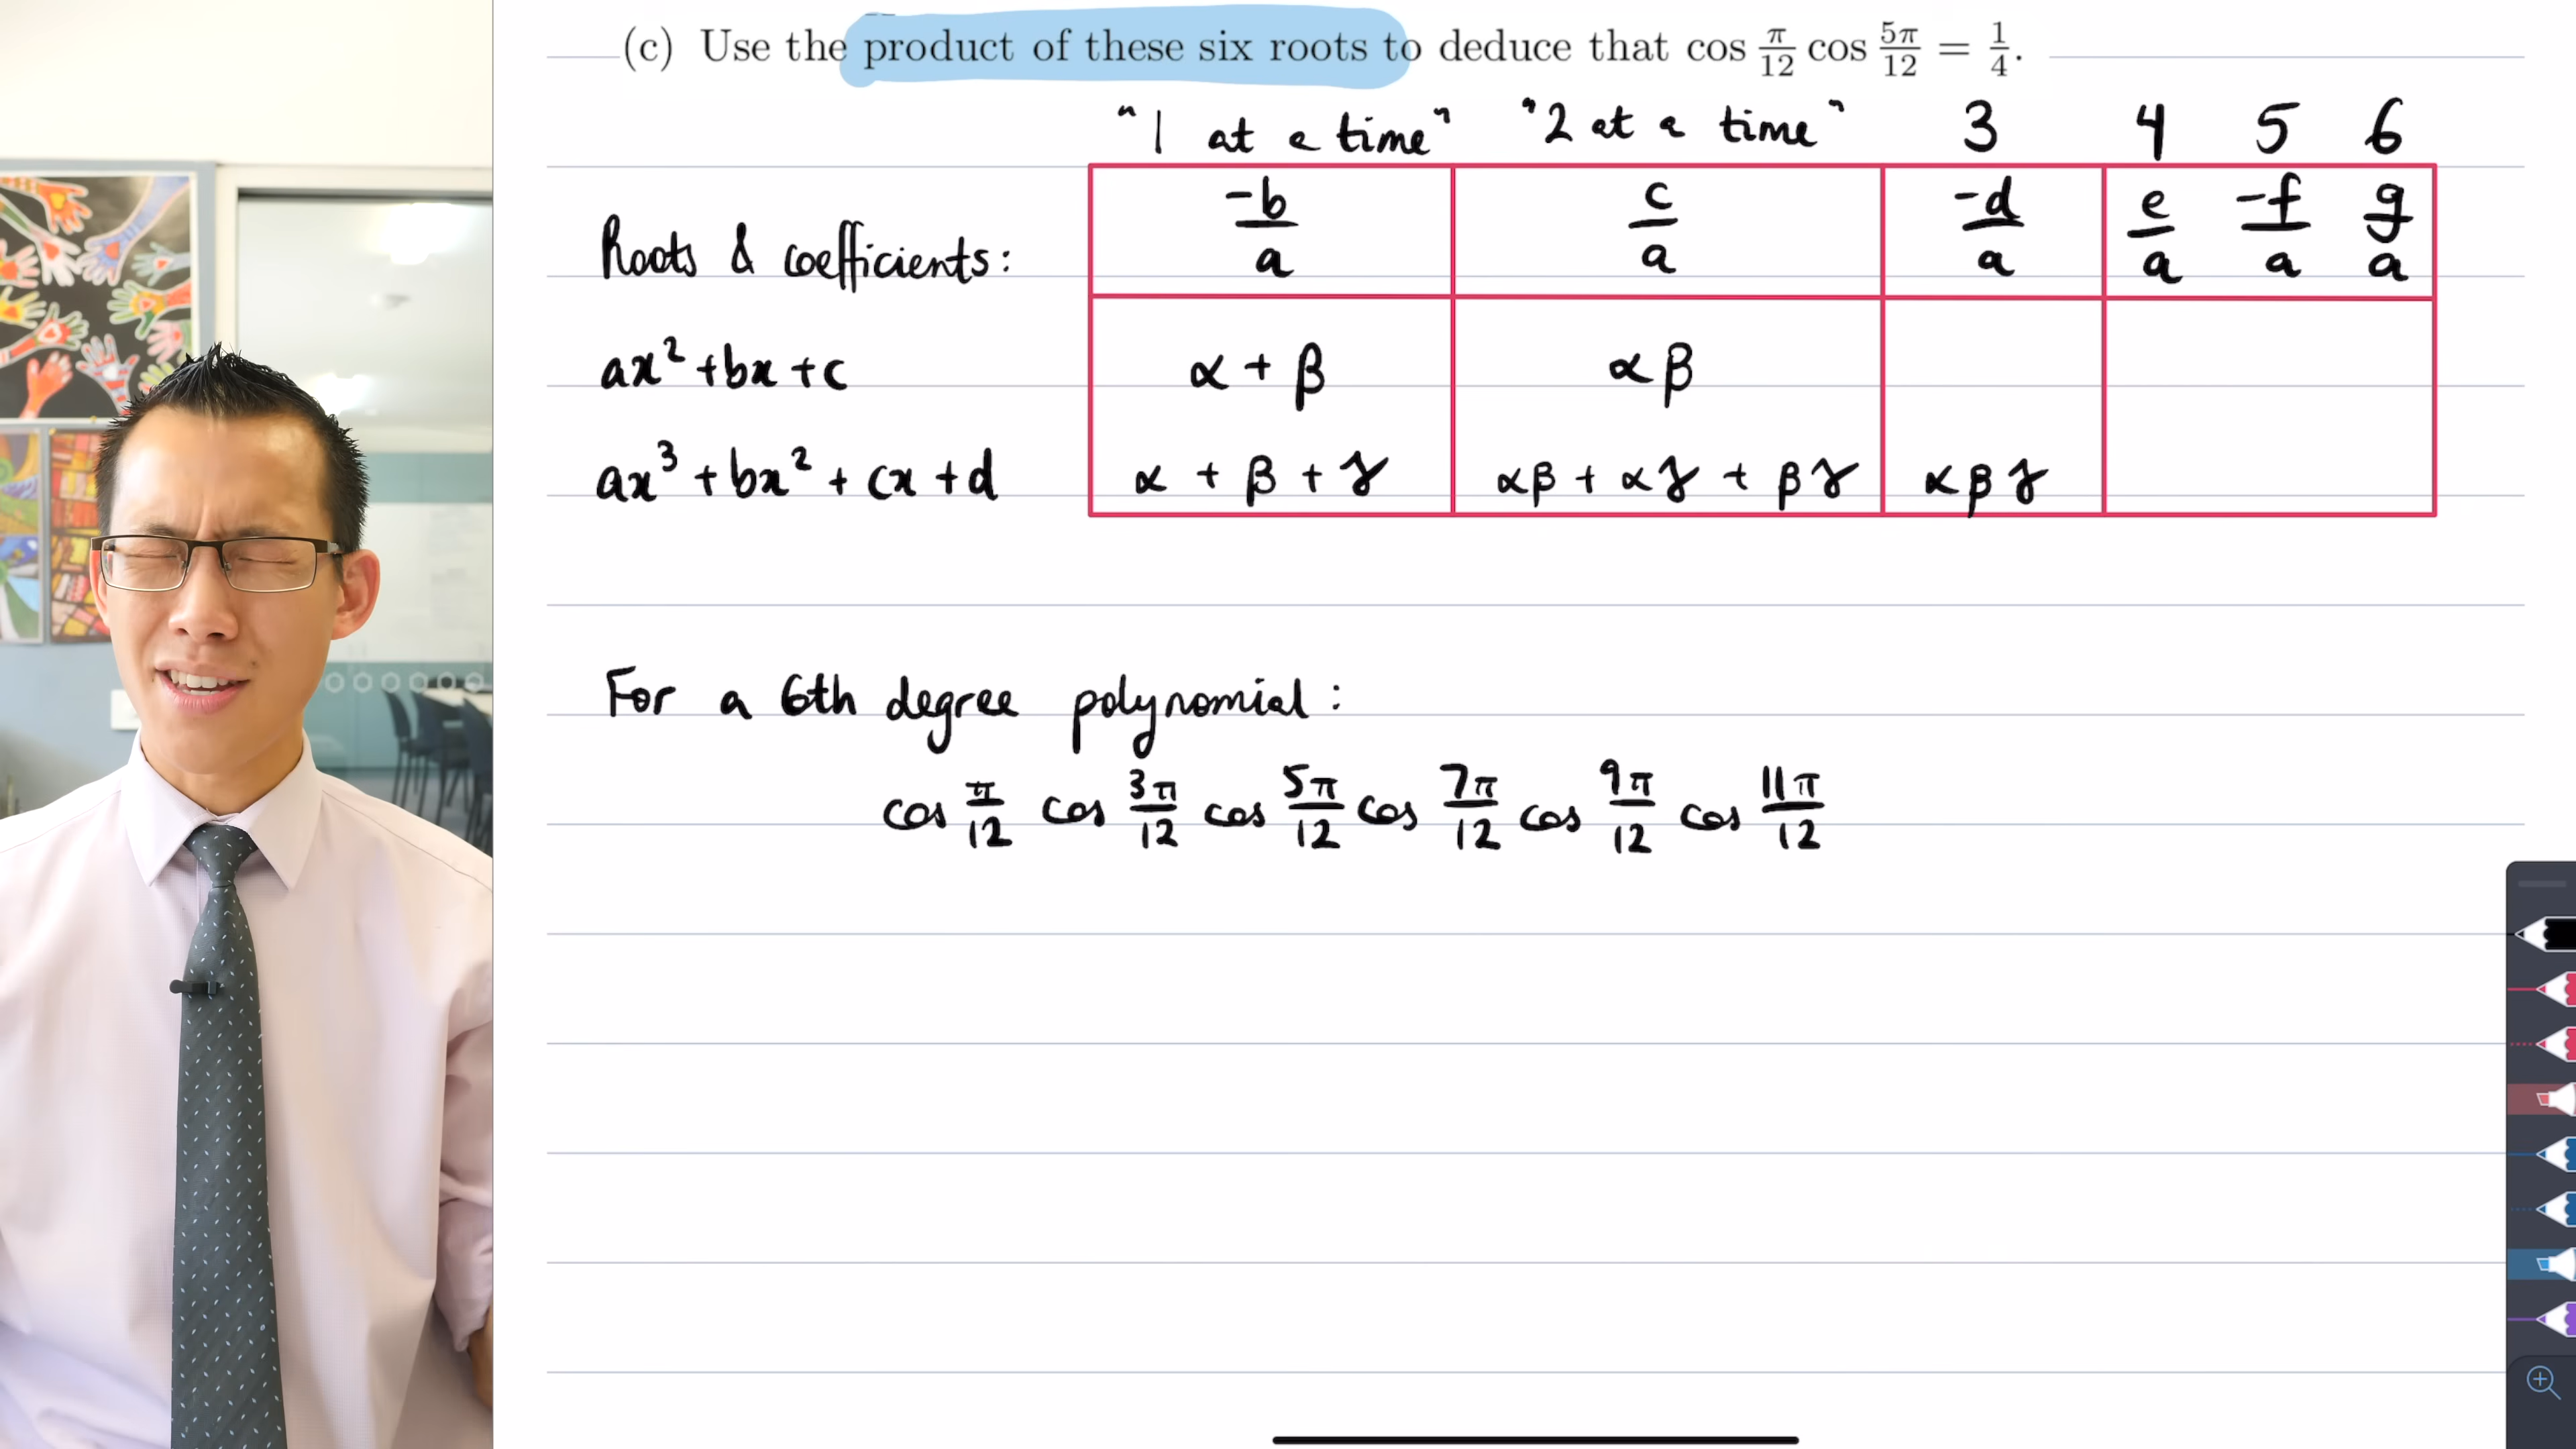 (c) Use the product of these six roots to deduce that cos π/12 cos 5π/12 = 1/4.
"1 at a time" "2 at a time" 3 4 5 6
Roots & coefficients: -b/a c/a -d/a e/a -f/a g/a
ax² + bx + c α + β αβ
ax³ + bx² + cx + d α + β + γ αβ + αγ + βγ αβγ
For a 6th degree polynomial:
cos π/12 cos 3π/12 cos 5π/12 cos 7π/12 cos 9π/12 cos 11π/12